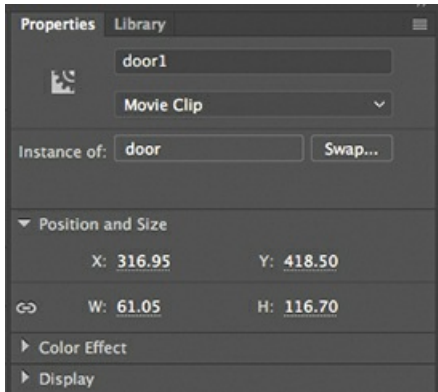 Properties Library
door1
Movie Clip
Instance of: door Swap...
Position and Size
X: 316.95 Y: 418.50
W: 61.05 H: 116.70
Color Effect
Display